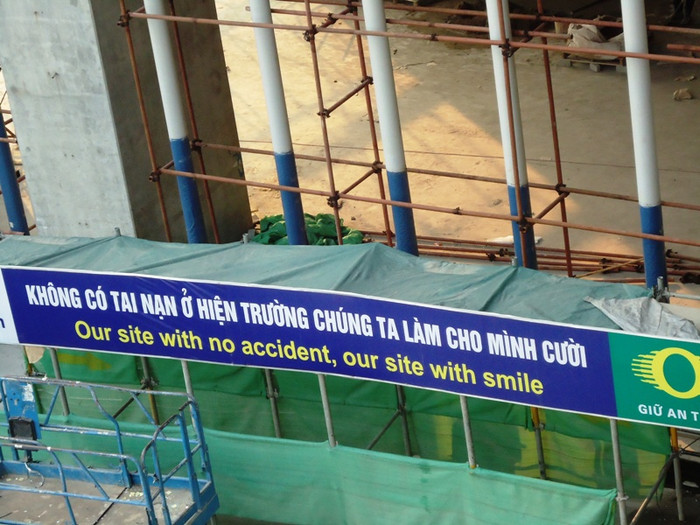 KHÔNG CÓ TAI NẠN Ở HIỆN TRƯỜNG CHÚNG TA LÀM CHO MÌNH CƯỜI
Our site with no accident, our site with smile
GIỮ AN